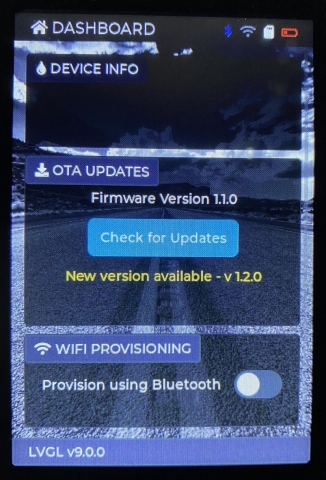 DASHBOARD
DEVICE INFO
OTA UPDATES
Firmware Version 1.1.0
Check for Updates
New version available - v 1.2.0
WIFI PROVISIONING
Provision using Bluetooth
LVGL v9.0.0